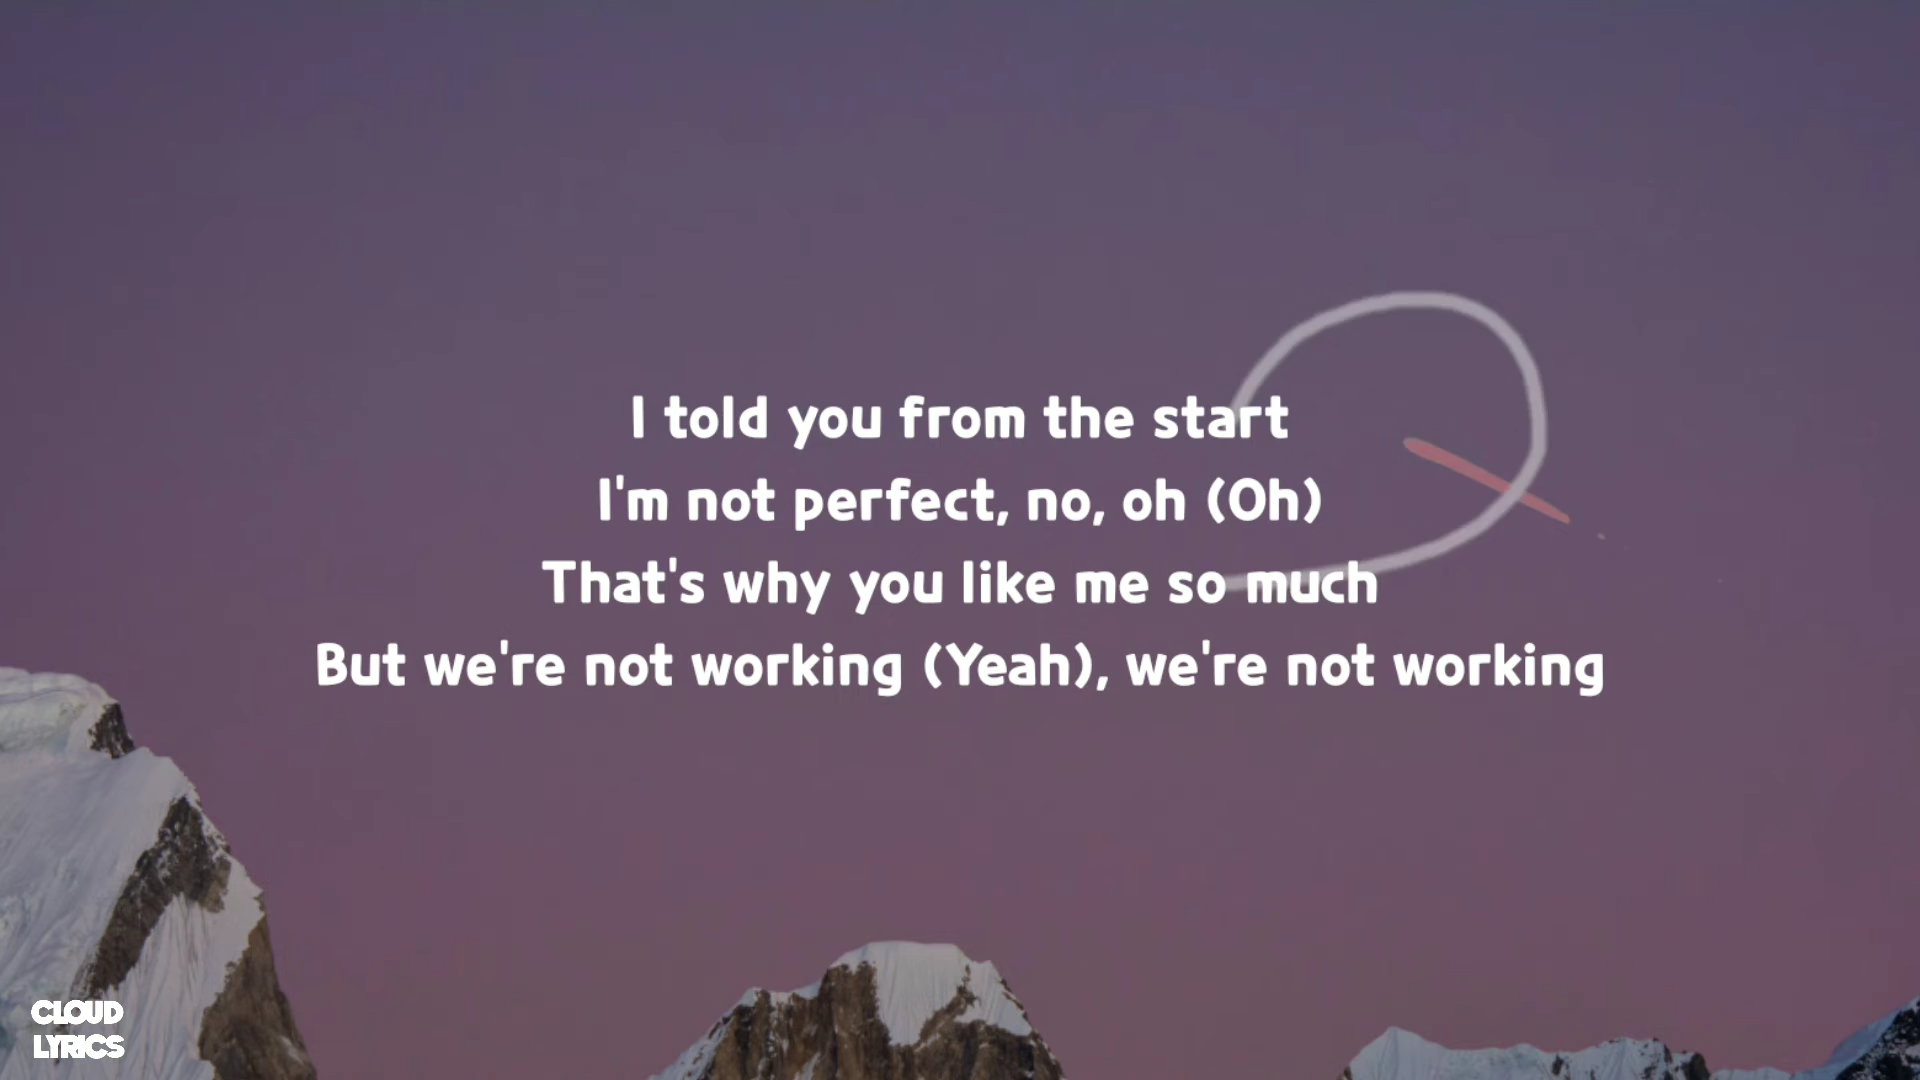 I told you from the start
I'm not perfect, no, oh (Oh)
That's why you like me so much
But we're not working (Yeah), we're not working
CLOUD
LYRICS